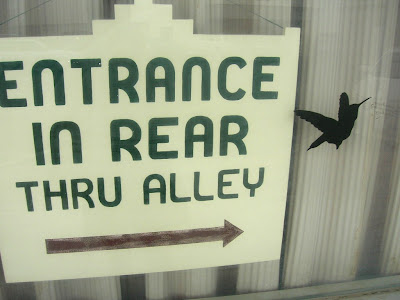 ENTRANCE
IN REAR
THRU ALLEY